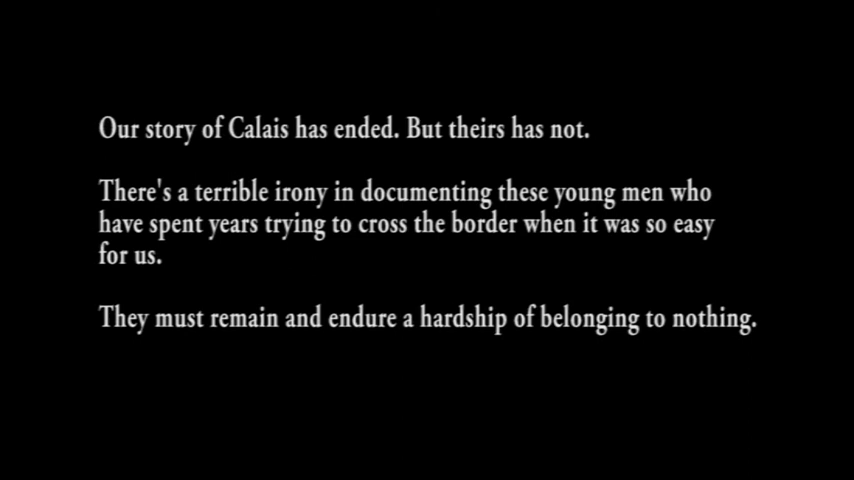 Our story of Calais has ended. But theirs has not.
There's a terrible irony in documenting these young men who
have spent years trying to cross the border when it was so easy
for us.
They must remain and endure a hardship of belonging to nothing.